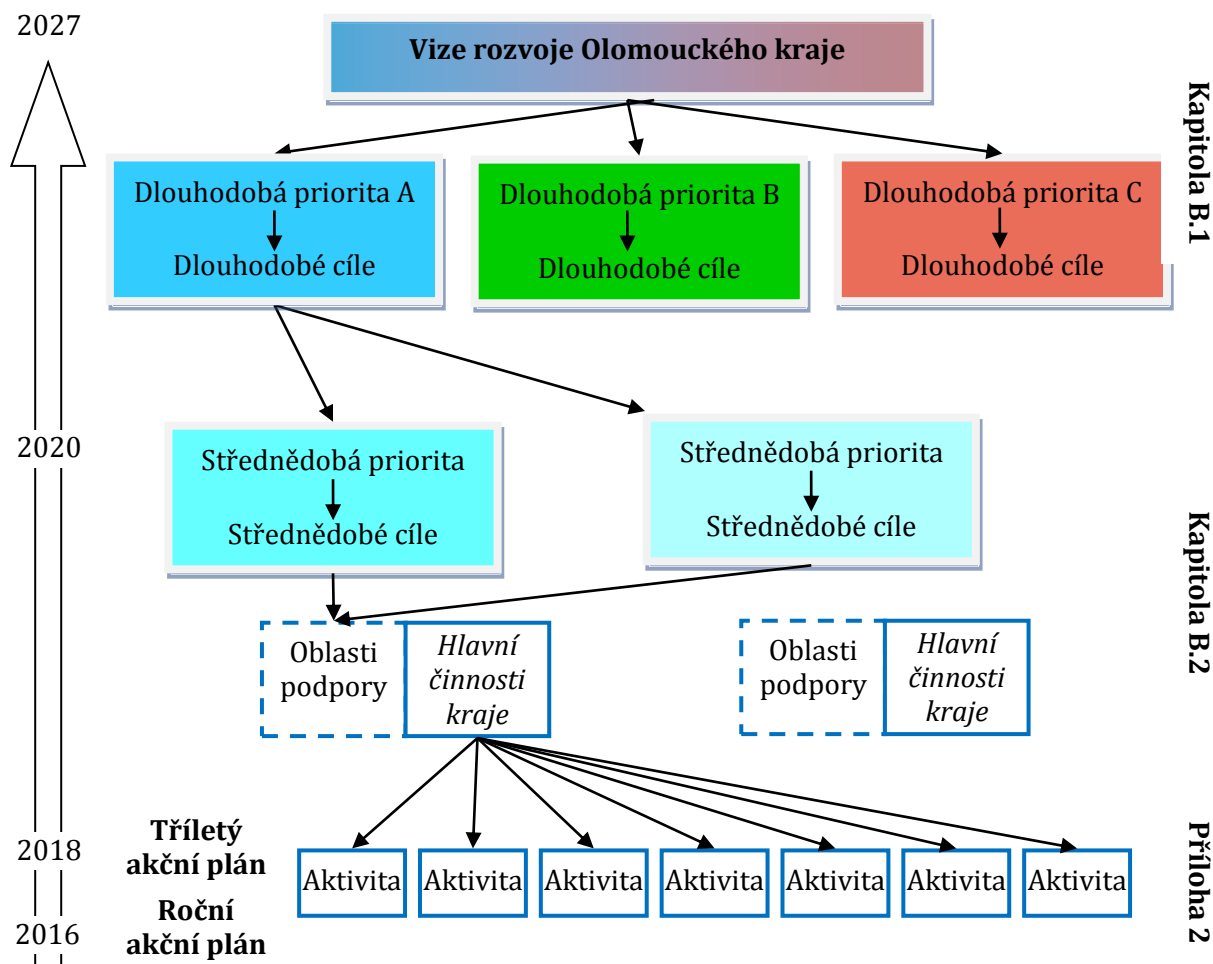 2027
Vize rozvoje Olomouckého kraje
Kapitola B.1
Dlouhodobá priorita A
Dlouhodobé cíle
Dlouhodobá priorita B
Dlouhodobé cíle
Dlouhodobá priorita C
Dlouhodobé cíle
2020
Střednědobá priorita
Střednědobé cíle
Střednědobá priorita
Střednědobé cíle
Kapitola B.2
Oblasti
podpory
Hlavní
činnosti
kraje
Oblasti
podpory
Hlavní
činnosti
kraje
2018
Tříletý
akční plán
Aktivita
Aktivita
Aktivita
Aktivita
Aktivita
Aktivita
Aktivita
Příloha 2
2016
Roční
akční plán